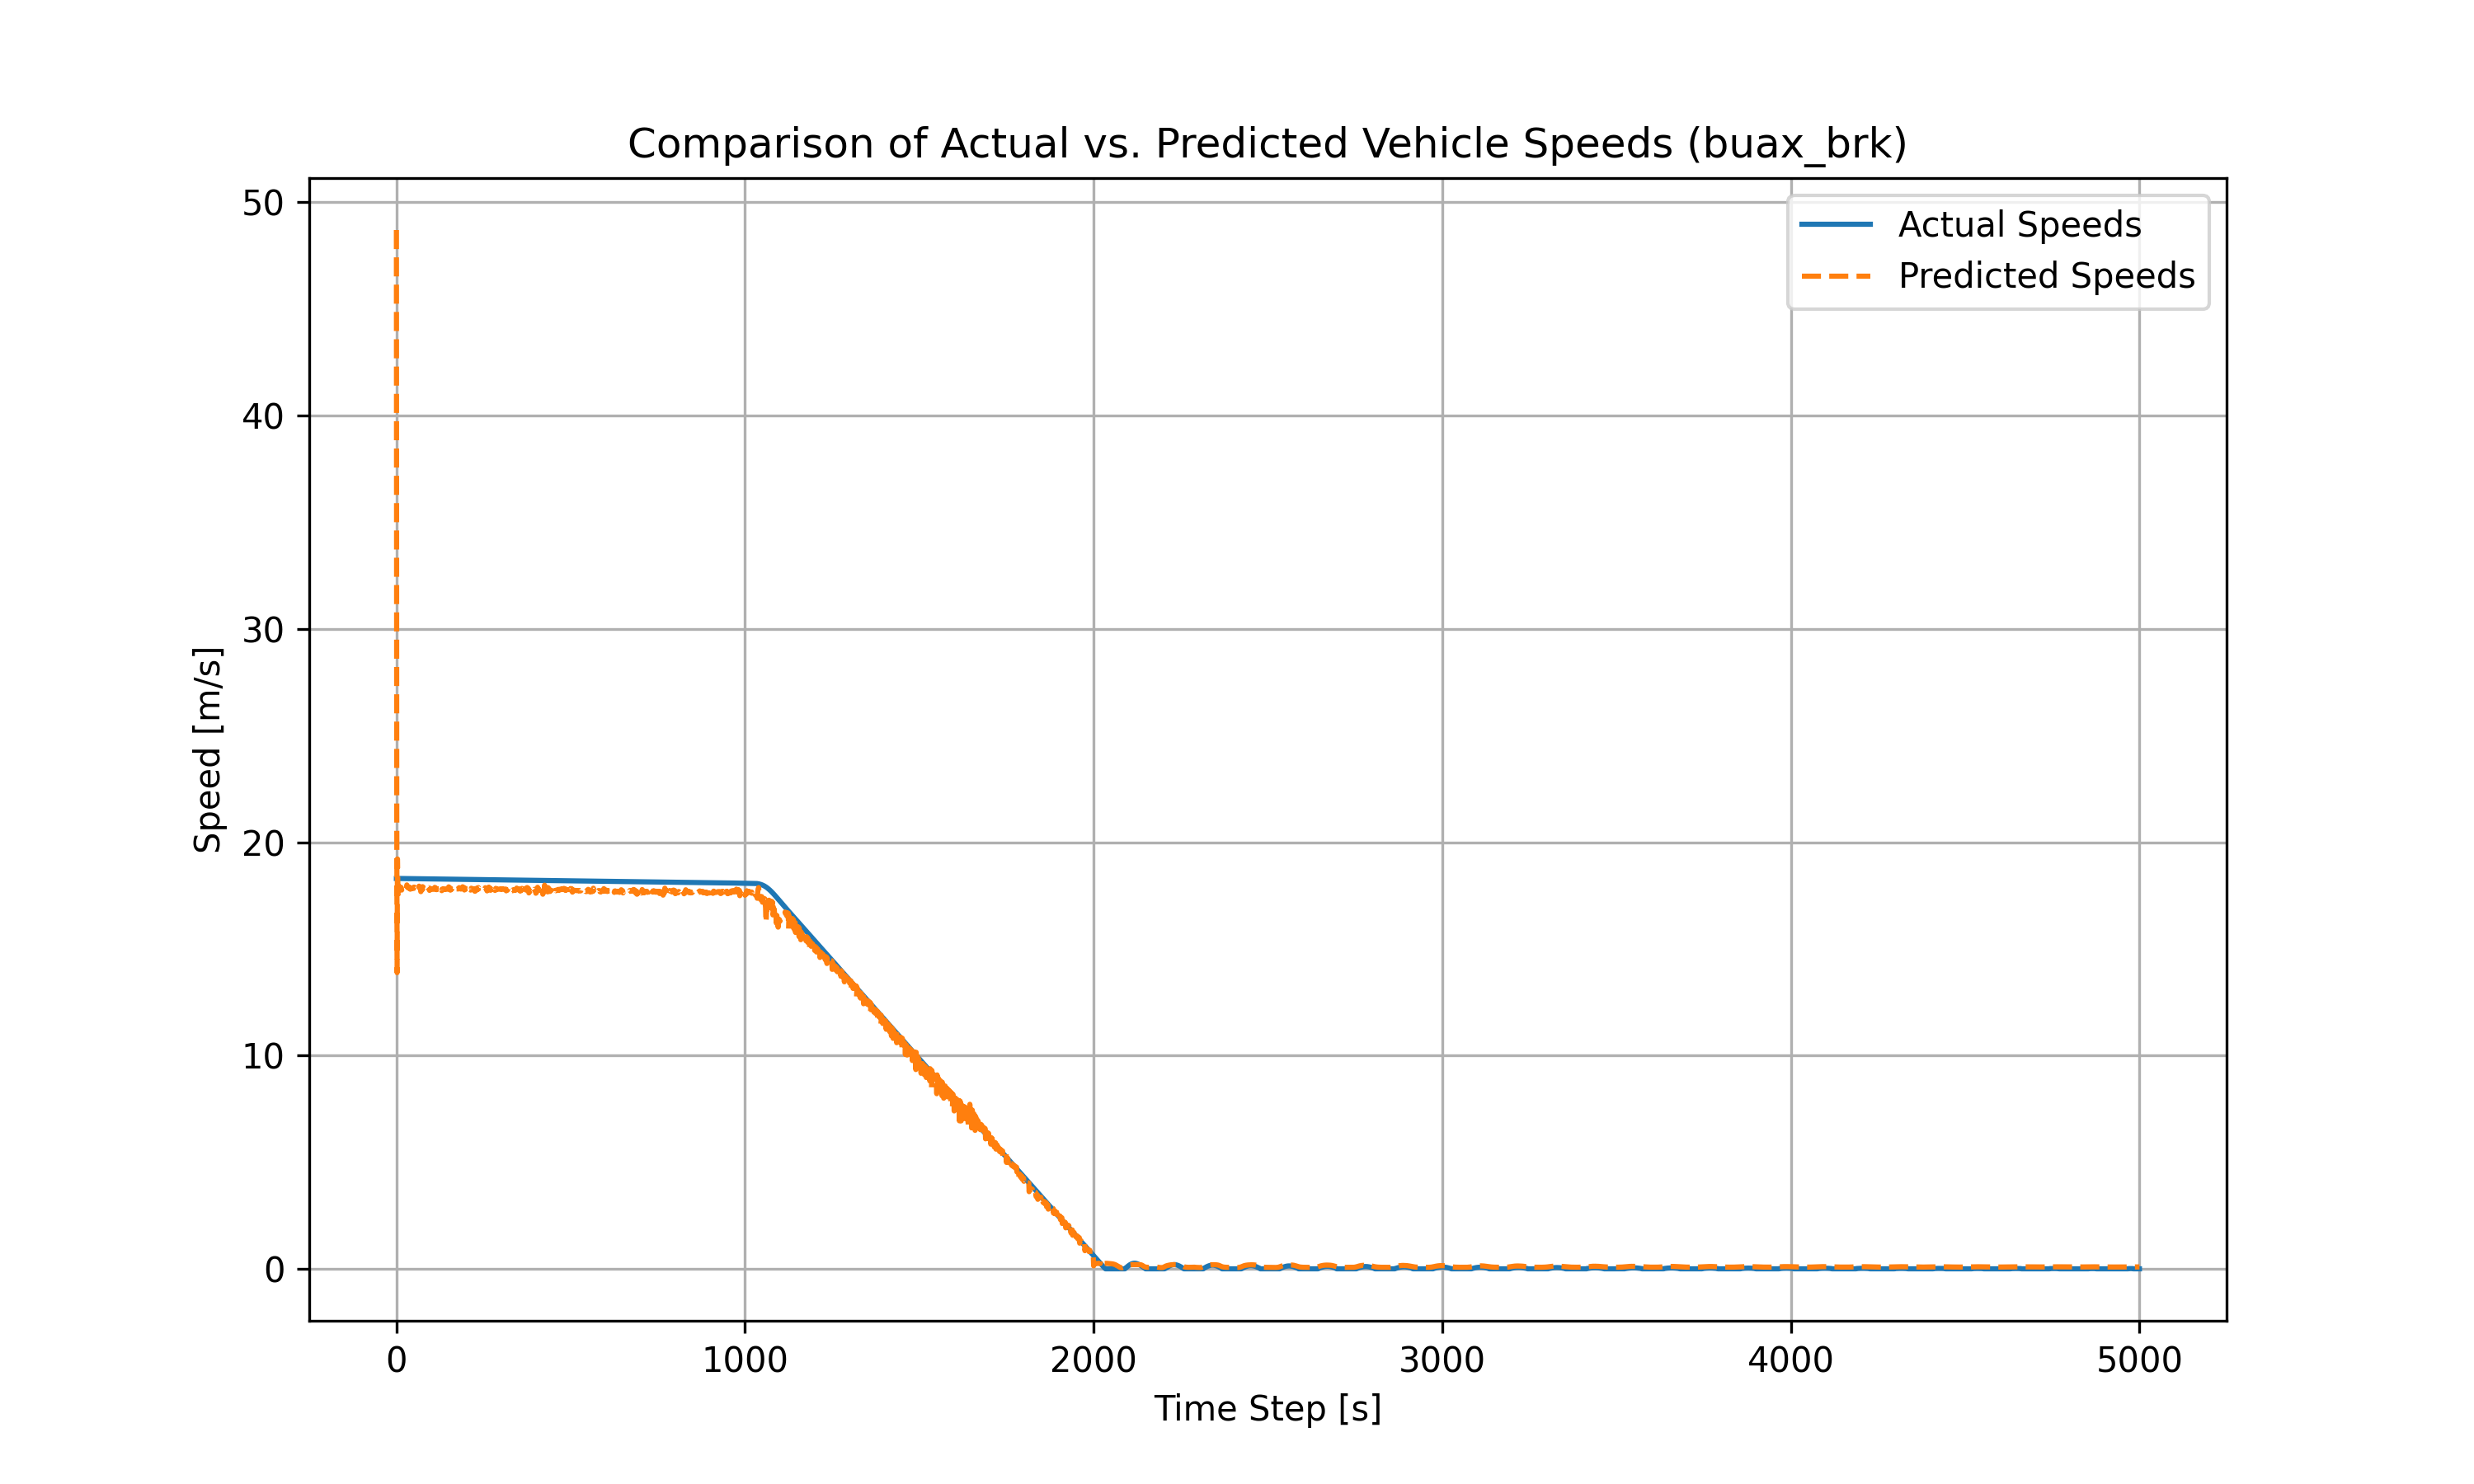 Comparison of Actual vs. Predicted Vehicle Speeds (buax_brk)
Actual Speeds
Predicted Speeds
Speed [m/s]
50
40
30
20
10
0
0 1000 2000 3000 4000 5000
Time Step [s]